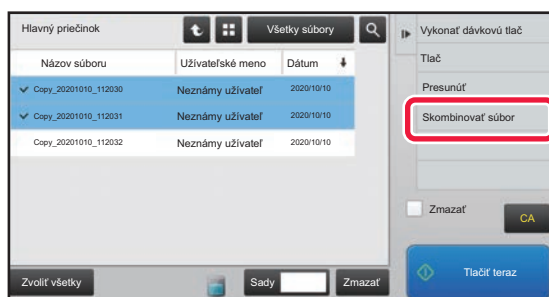 Hlavný priečinok
Všetky súbory
Názov súboru Užívateľské meno Dátum
Copy_20201010_112030 Neznámy užívateľ 2020/10/10
Copy_20201010_112031 Neznámy užívateľ 2020/10/10
Copy_20201010_112032 Neznámy užívateľ 2020/10/10
Zvoliť všetky
Sady
Zmazať
Vykonať dávkovú tlač
Tlač
Presunúť
Skombinovať súbor
Zmazať
CA
Tlačiť teraz